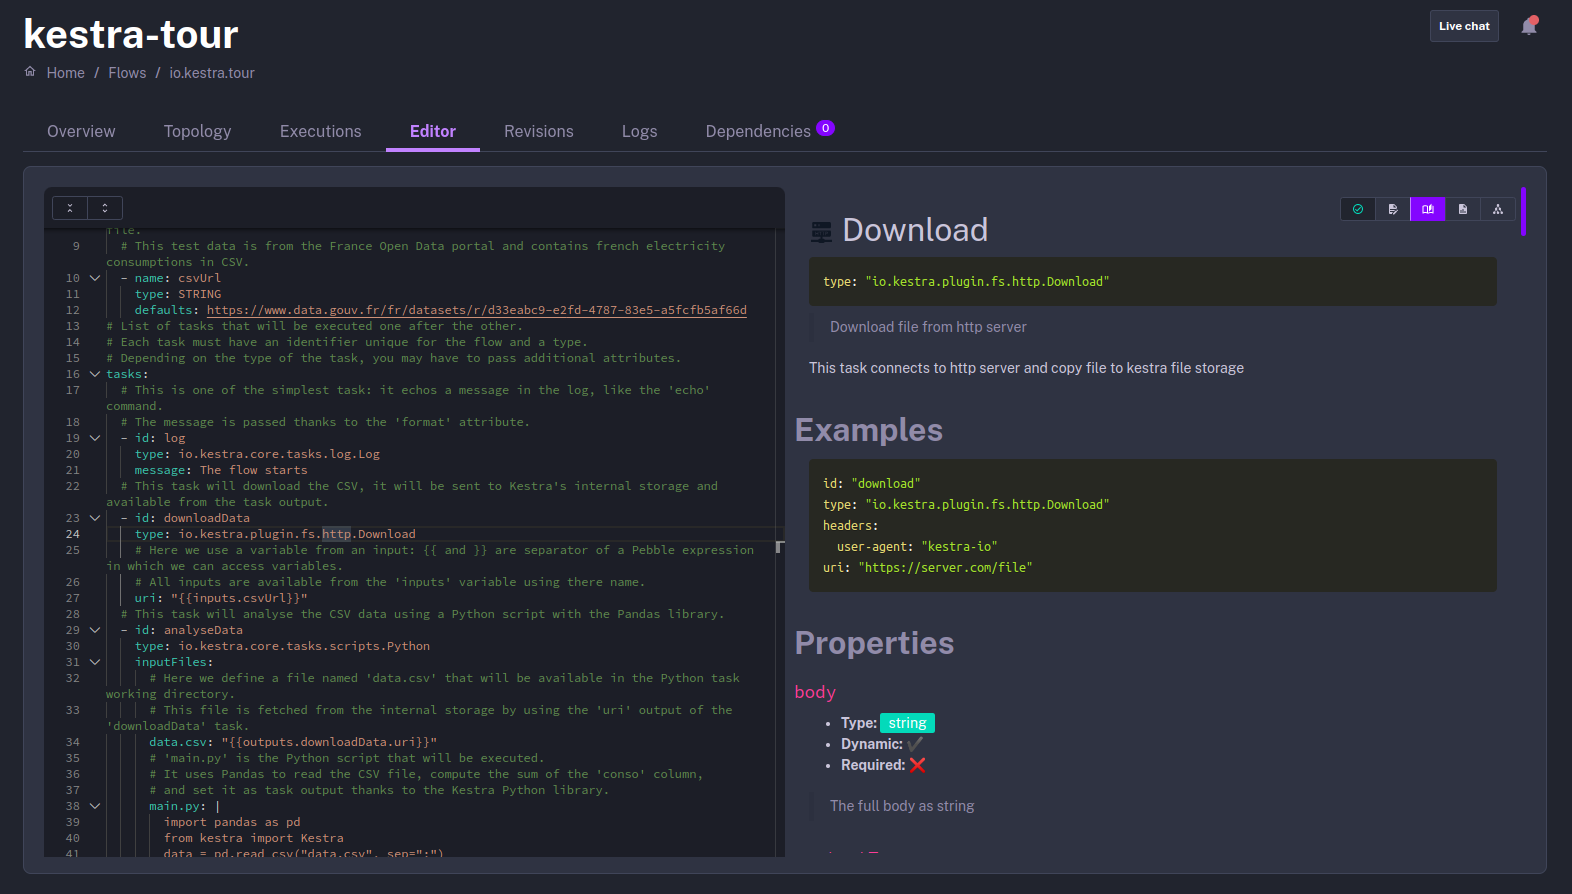 kestra-tour
Live chat
Home / Flows / io.kestra.tour
Overview
Topology
Executions
Editor
Revisions
Logs
Dependencies 0
file.
9 # This test data is from the France Open Data portal and contains french electricity
consumptions in CSV.
10 - name: csvUrl
11 type: STRING
12 defaults: https://www.data.gouv.fr/fr/datasets/r/d33eabc9-e2fd-4787-83e5-a5fcfb5af66d
13 # List of tasks that will be executed one after the other.
14 # Each task must have an identifier unique for the flow and a type.
15 # Depending on the type of the task, you may have to pass additional attributes.
16 tasks:
17 # This is one of the simplest task: it echos a message in the log, like the 'echo'
command.
18 # The message is passed thanks to the 'format' attribute.
19 - id: log
20 type: io.kestra.core.tasks.log.Log
21 message: The flow starts
22 # This task will download the CSV, it will be sent to Kestra's internal storage and
available from the task output.
23 - id: downloadData
24 type: io.kestra.plugin.fs.http.Download
25 # Here we use a variable from an input: {{ and }} are separator of a Pebble expression
in which we can access variables.
26 # All inputs are available from the 'inputs' variable using there name.
27 uri: "{{inputs.csvUrl}}"
28 # This task will analyse the CSV data using a Python script with the Pandas library.
29 - id: analyseData
30 type: io.kestra.core.tasks.scripts.Python
31 inputFiles:
32 # Here we define a file named 'data.csv' that will be available in the Python task
working directory.
33 # This file is fetched from the internal storage by using the 'uri' output of the
'downloadData' task.
34 data.csv: "{{outputs.downloadData.uri}}"
35 # 'main.py' is the Python script that will be executed.
36 # It uses Pandas to read the CSV file, compute the sum of the 'conso' column,
37 # and set it as task output thanks to the Kestra Python library.
38 main.py: |
39 import pandas as pd
40 from kestra import Kestra
41 data = pd.read_csv("data.csv", sep=";")
Download
type: "io.kestra.plugin.fs.http.Download"
Download file from http server
This task connects to http server and copy file to kestra file storage
Examples
id: "download"
type: "io.kestra.plugin.fs.http.Download"
headers:
user-agent: "kestra-io"
uri: "https://server.com/file"
Properties
body
Type: string
Dynamic: ✔
Required: ❌
The full body as string